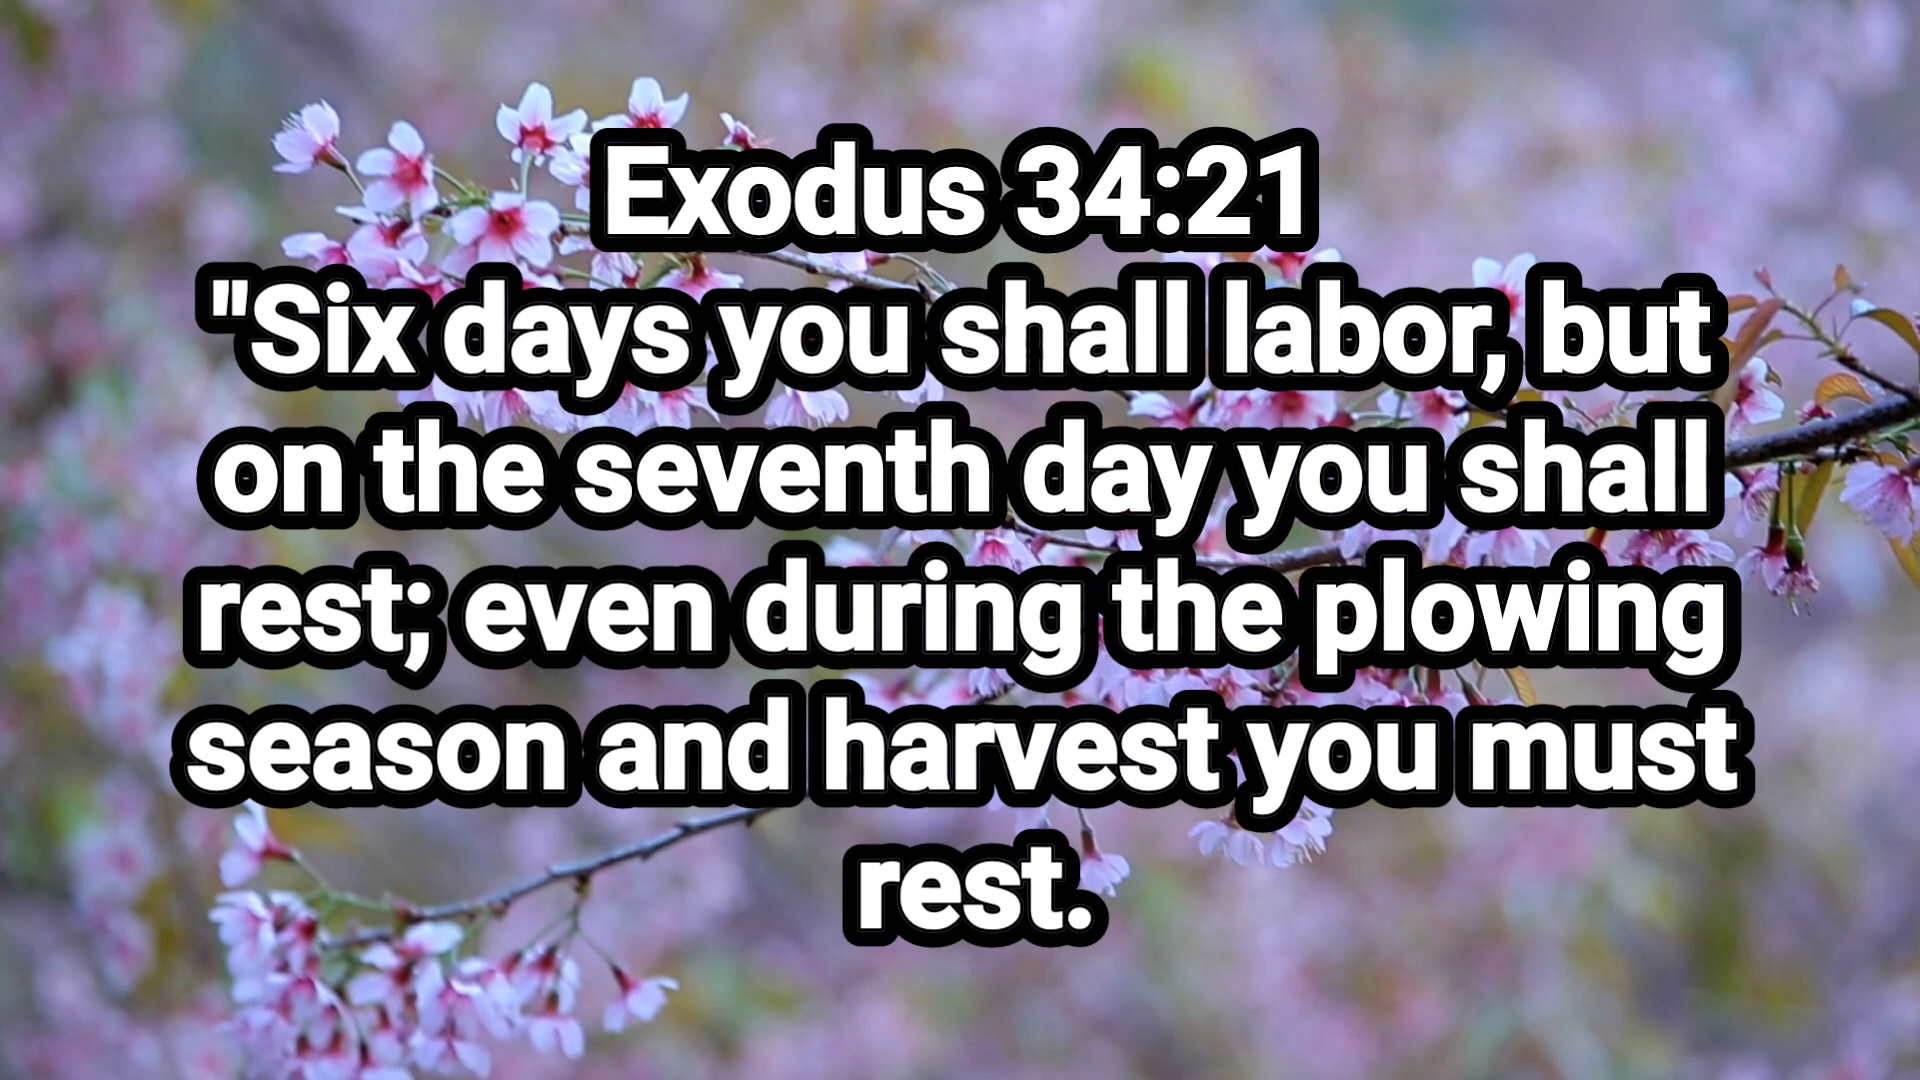 Exodus 34:21
"Six days you shall labor, but
on the seventh day you shall
rest; even during the plowing
season and harvest you must
rest.